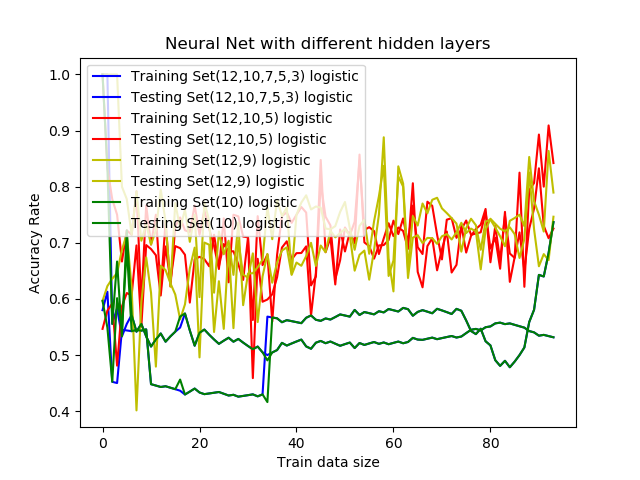 Neural Net with different hidden layers
Training Set(12,10,7,5,3) logistic
Testing Set(12,10,7,5,3) logistic
Training Set(12,10,5) logistic
Testing Set(12,10,5) logistic
Training Set(12,9) logistic
Testing Set(12,9) logistic
Training Set(10) logistic
Testing Set(10) logistic
Accuracy Rate
1.0
0.9
0.8
0.7
0.6
0.5
0.4
0 20 40 60 80
Train data size